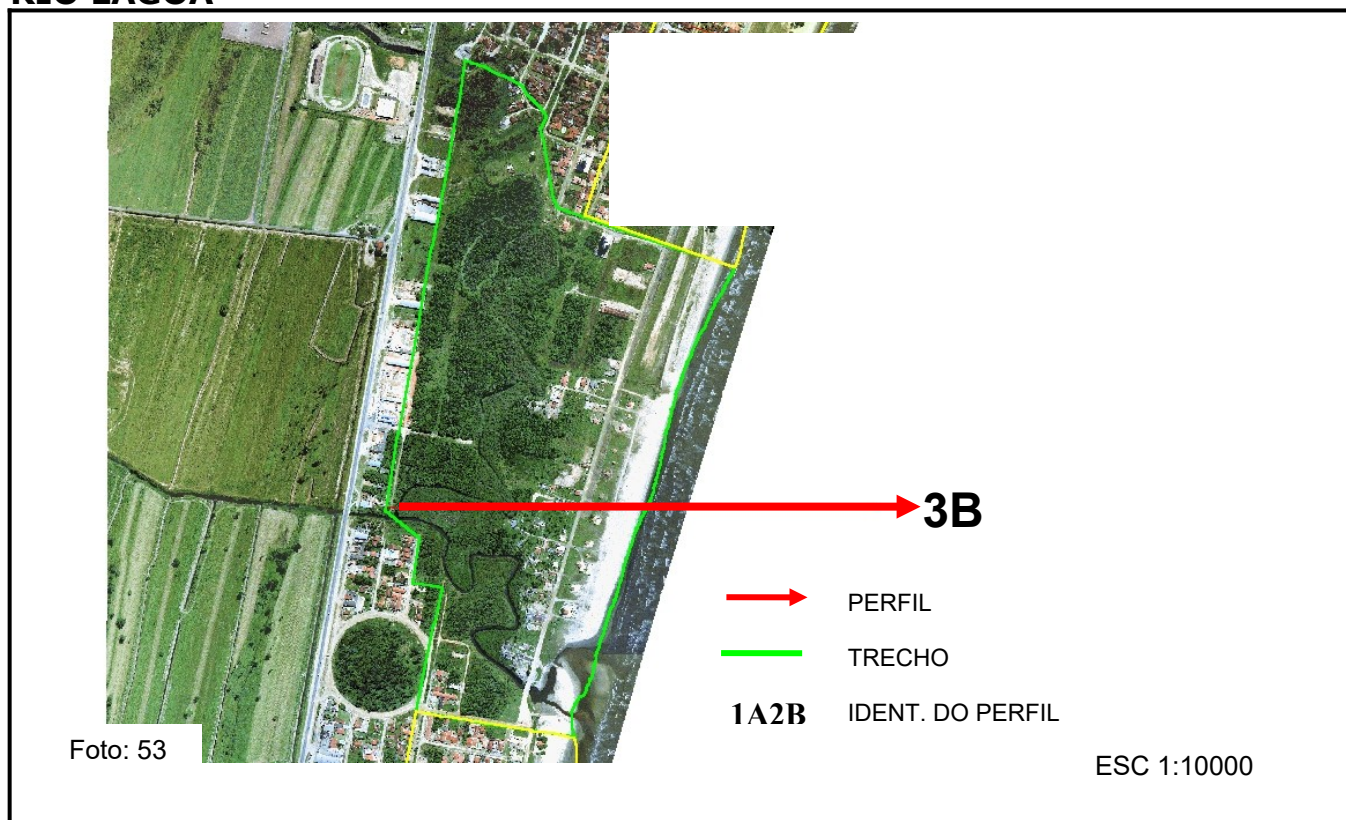 3B
PERFIL
TRECHO
1A2B IDENT. DO PERFIL
Foto: 53
ESC 1:10000